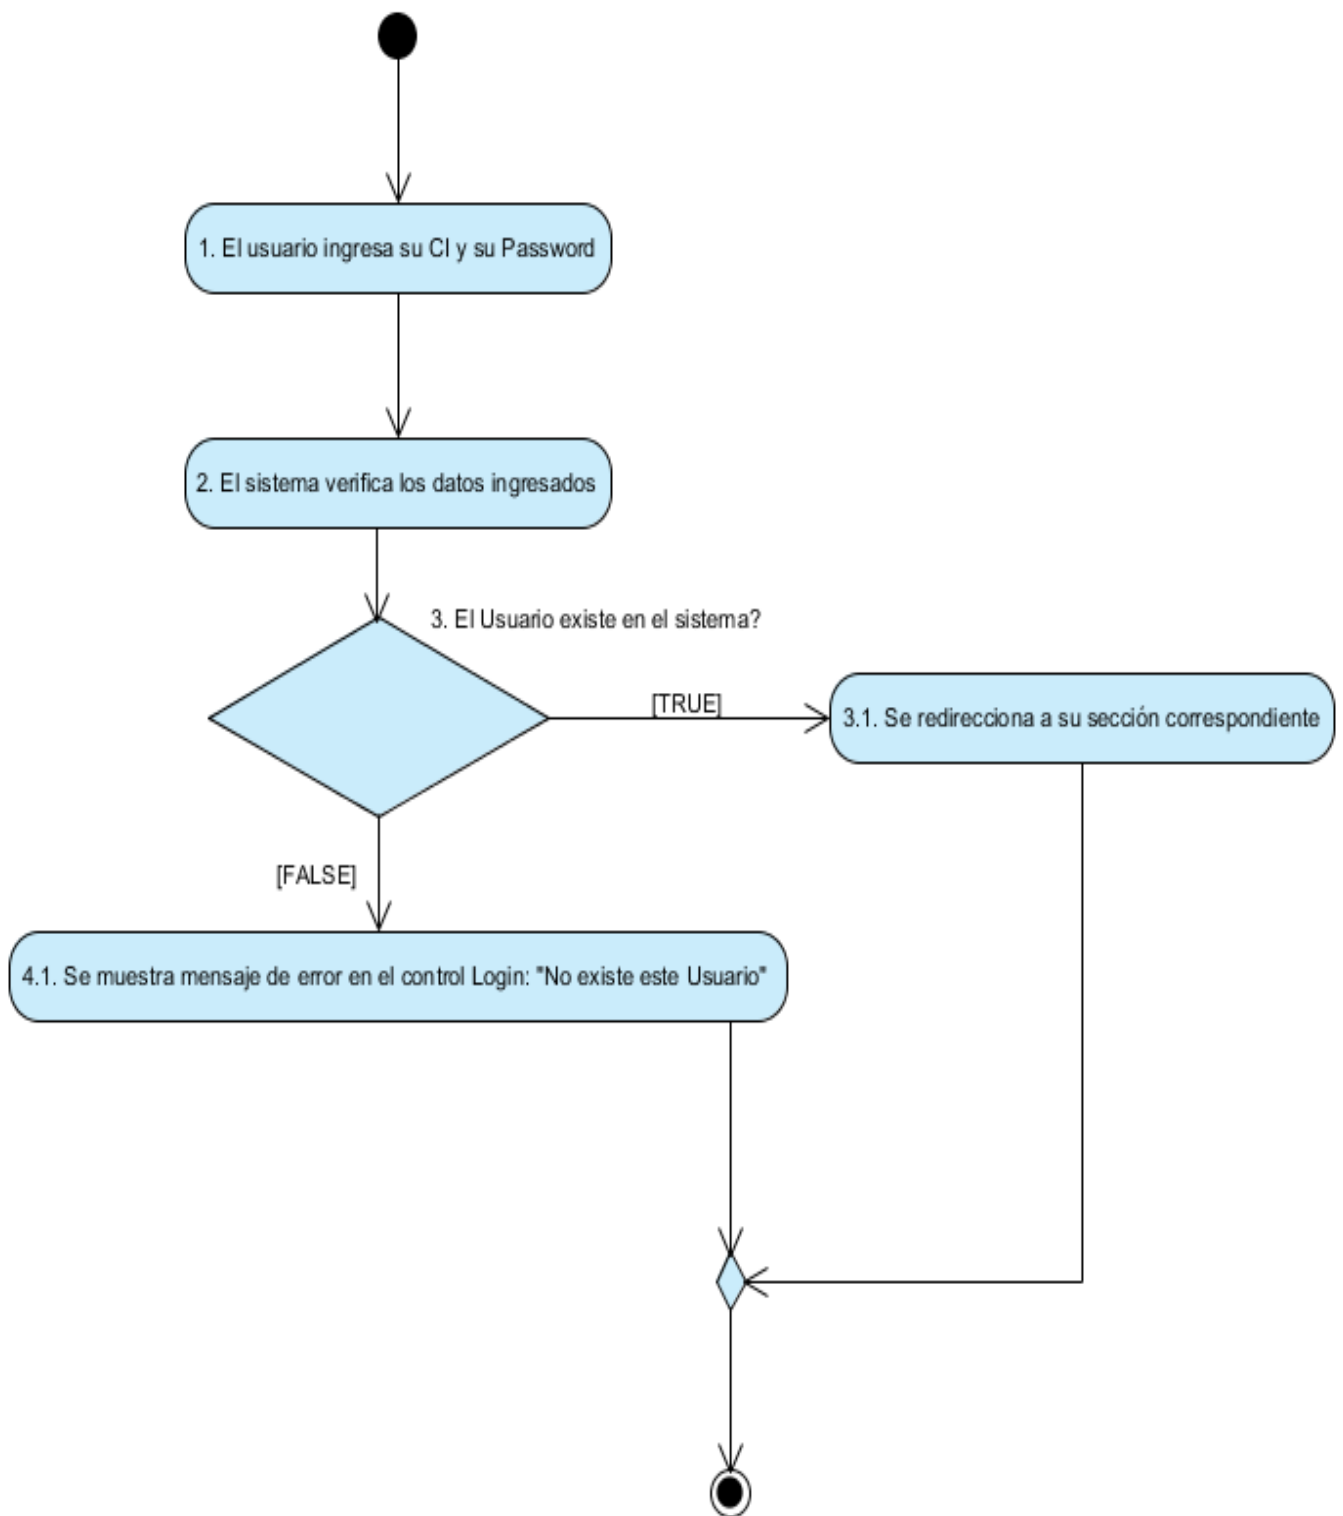 1. El usuario ingresa su CI y su Password
2. El sistema verifica los datos ingresados
3. El Usuario existe en el sistema?
[TRUE]
3.1. Se redirecciona a su sección correspondiente
[FALSE]
4.1. Se muestra mensaje de error en el control Login: "No existe este Usuario"